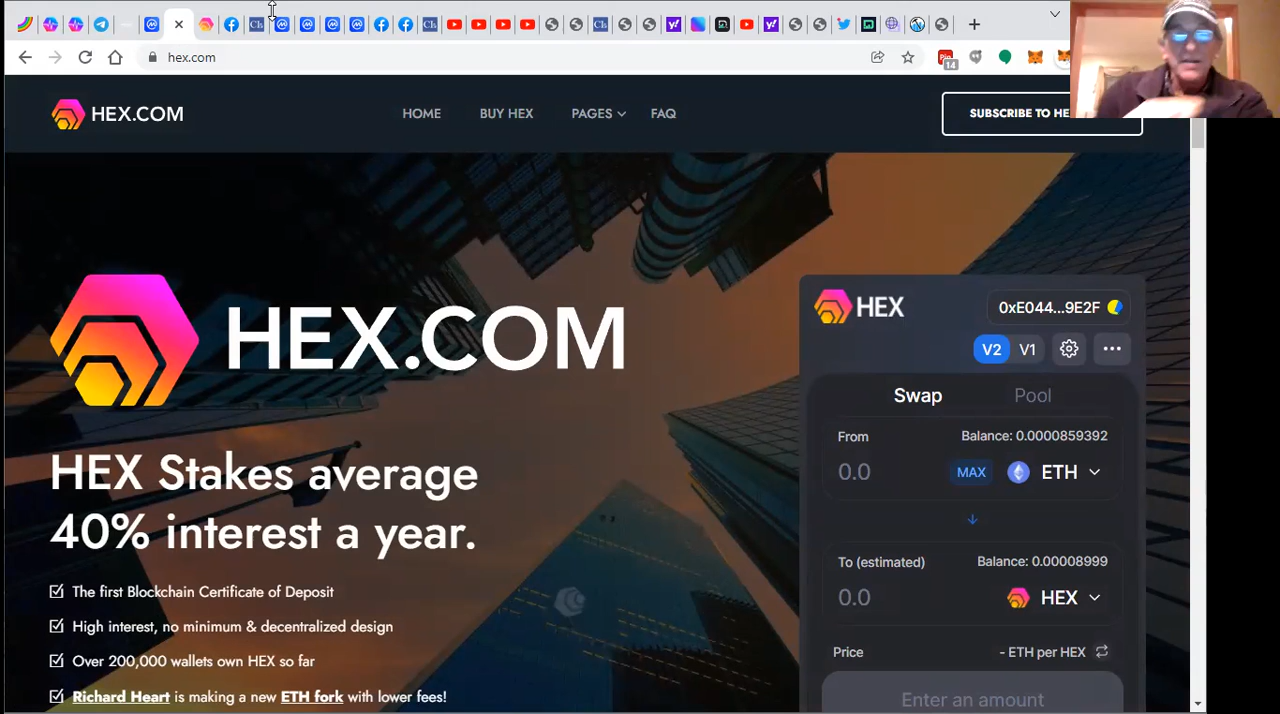 hex.com
14
HEX.COM
HOME
BUY HEX
PAGES
FAQ
SUBSCRIBE TO HE
HEX.COM
HEX Stakes average
40% interest a year.
The first Blockchain Certificate of Deposit
High interest, no minimum & decentralized design
Over 200,000 wallets own HEX so far
Richard Heart is making a new ETH fork with lower fees!
HEX
0xE044...9E2F
V2
V1
Swap
Pool
From
Balance: 0.0000859392
0.0
MAX
ETH
To (estimated)
Balance: 0.00008999
0.0
HEX
Price
- ETH per HEX
Enter an amount